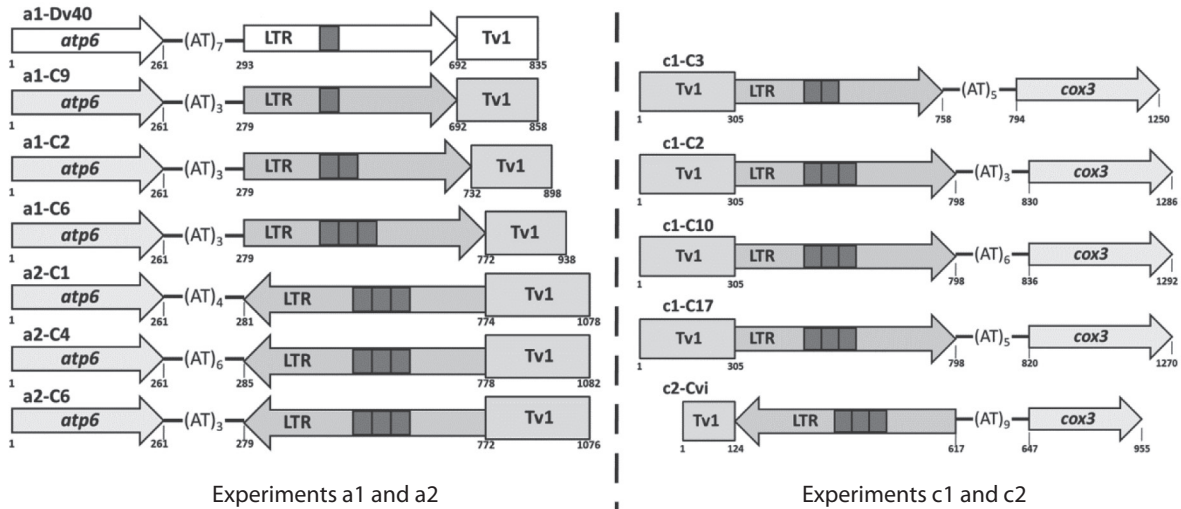 a1-Dv40
atp6 (AT)7 LTR Tv1
1 261 293 692 835
a1-C9
atp6 (AT)3 LTR Tv1
1 261 279 692 858
a1-C2
atp6 (AT)3 LTR Tv1
1 261 279 732 898
a1-C6
atp6 (AT)3 LTR Tv1
1 261 279 772 938
a2-C1
atp6 (AT)4 LTR Tv1
1 261 281 774 1078
a2-C4
atp6 (AT)6 LTR Tv1
1 261 285 778 1082
a2-C6
atp6 (AT)3 LTR Tv1
1 261 279 772 1076
Experiments a1 and a2
c1-C3
Tv1 LTR (AT)5 cox3
1 305 758 794 1250
c1-C2
Tv1 LTR (AT)3 cox3
1 305 798 830 1286
c1-C10
Tv1 LTR (AT)6 cox3
1 305 798 836 1292
c1-C17
Tv1 LTR (AT)5 cox3
1 305 798 820 1270
c2-Cvi
Tv1 LTR (AT)9 cox3
1 124 617 647 955
Experiments c1 and c2